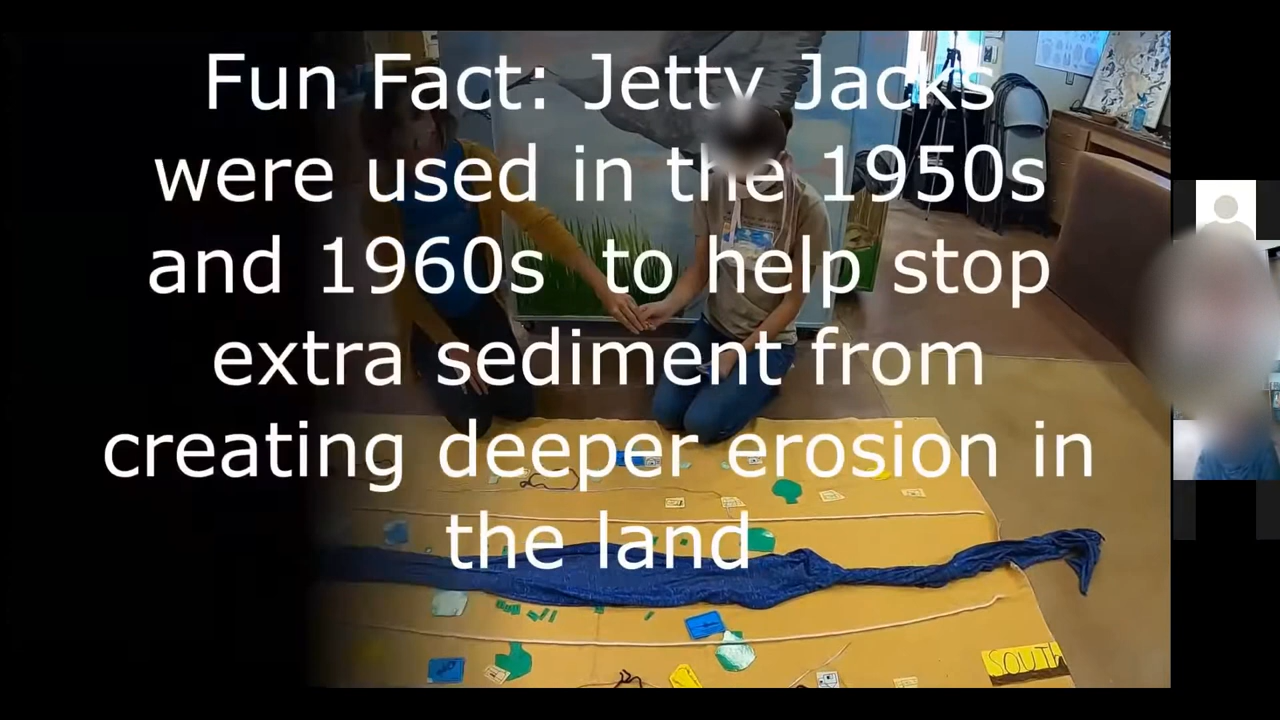 Fun Fact: Jetty Jacks
were used in the 1950s
and 1960s  to help stop
extra sediment from
creating deeper erosion in
the land
SOUTH